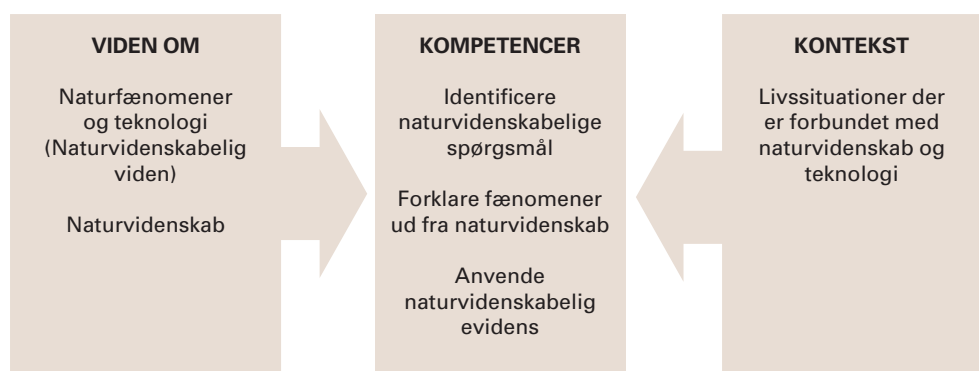 VIDEN OM
Naturfænomener
og teknologi
(Naturvidenskabelig
viden)
Naturvidenskab
KOMPETENCER
Identificere
naturvidenskabelige
spørgsmål
Forklare fænomener
ud fra naturvidenskab
Anvende
naturvidenskabelig
evidens
KONTEKST
Livssituationer der
er forbundet med
naturvidenskab og
teknologi